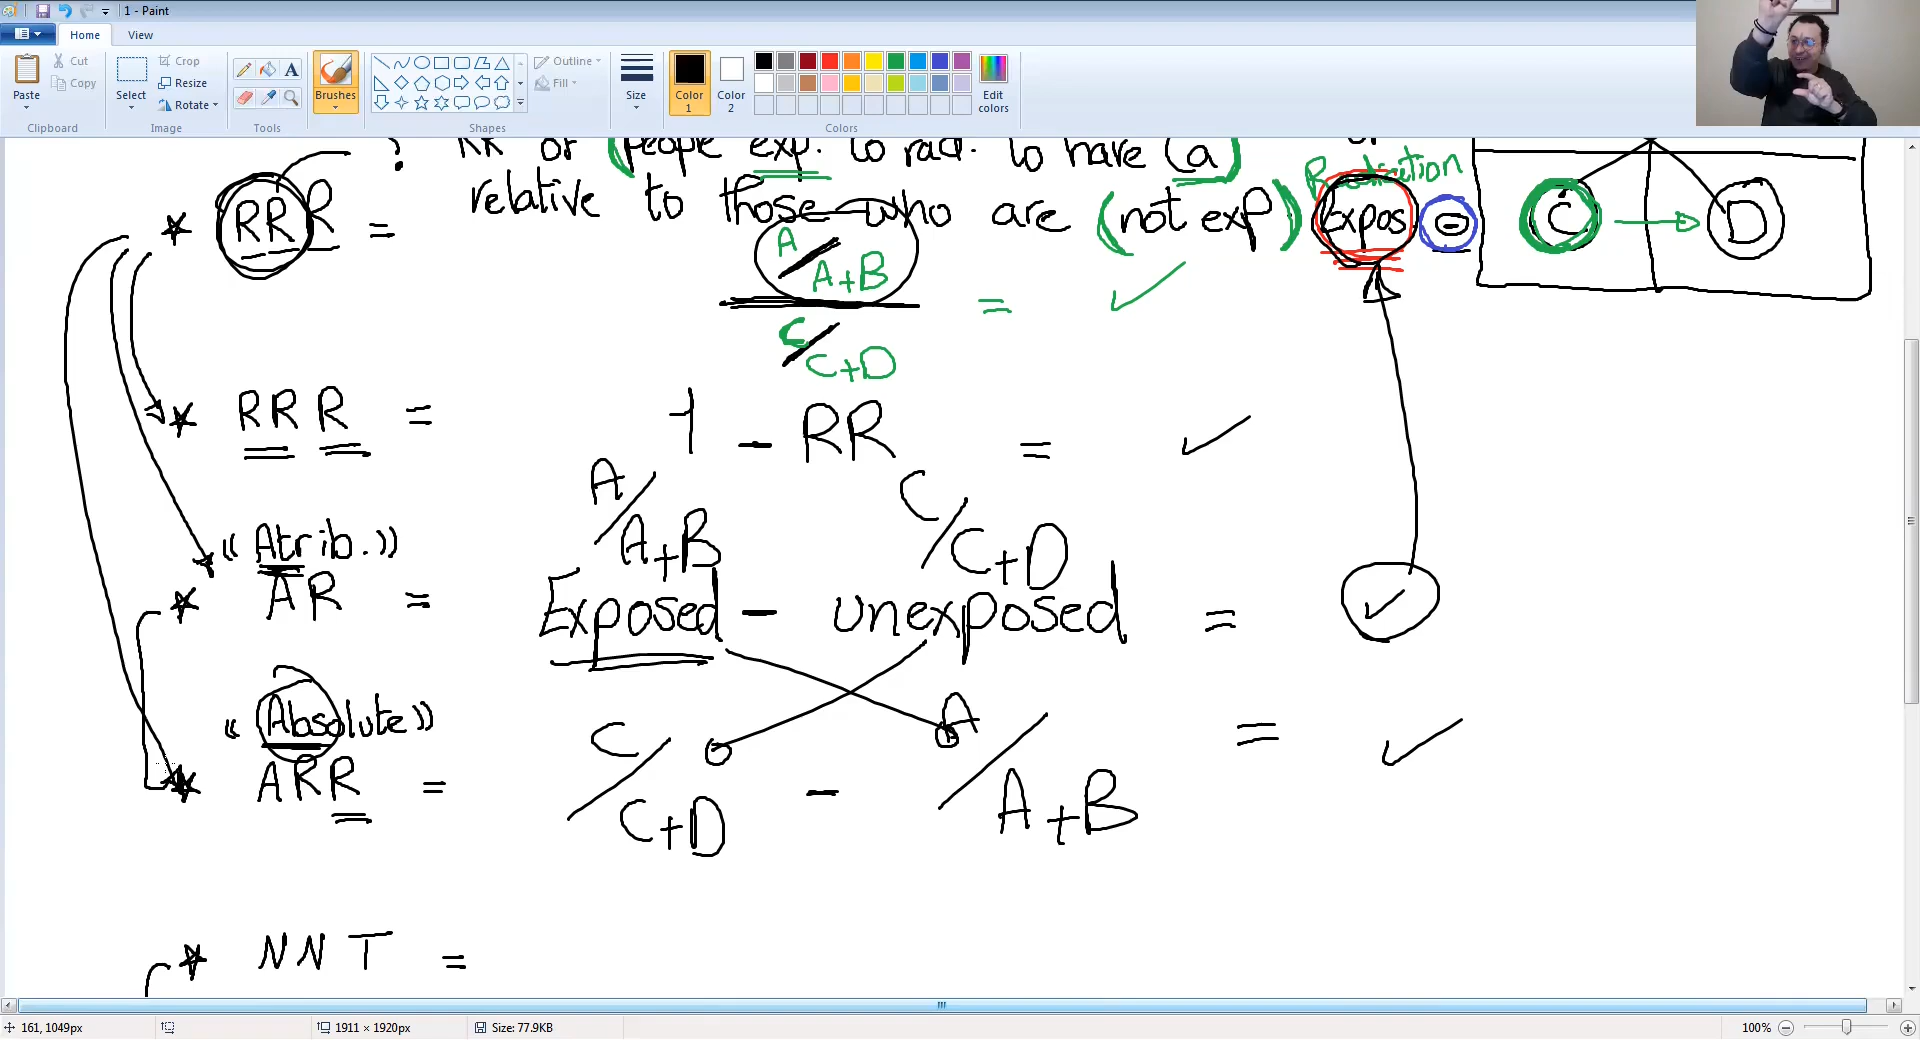 1 - Paint
Home View
Paste
Cut
Copy
Clipboard
Select
Crop
Resize
Rotate
Image
Tools
Brushes
Shapes
Outline
Fill
Size
Color 1
Color 2
Edit colors
Colors
? RR of (people exp. to rad. to have (a)
RRR = relative to those who are (not exp)
Expos -
C D
A/A+B
=
C/C+D
RRR = 1 - RR =
A/A+B C/C+D
"Atrib."
AR = Exposed - unexposed =
"Absolute"
ARR = C/C+D - A/A+B =
NNT =
161, 1049px
1911 × 1920px
Size: 77.9KB
100%